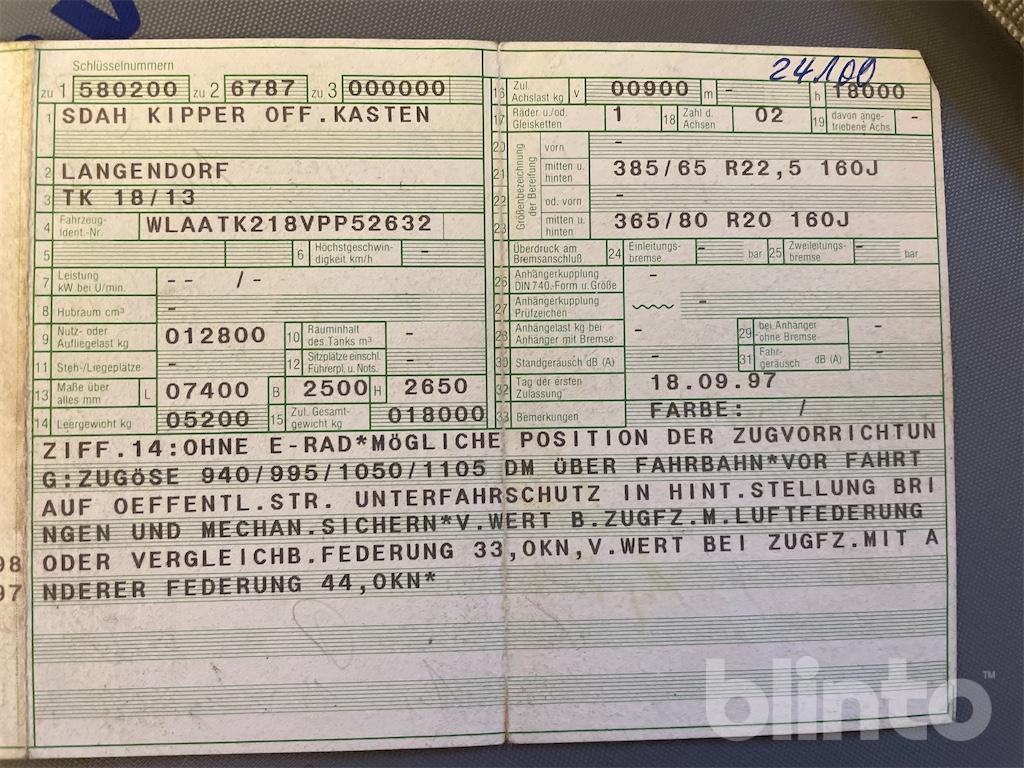 Schlüsselnummern
zu 1 580200 zu 2 6787 zu 3 000000
1 SDAH KIPPER OFF.KASTEN
2 LANGENDORF
3 TK 18/13
4 Fahrzeug-Ident.-Nr. WLAATK218VPP52632
5 6 Höchstgeschwindigkeit km/h -
7 Leistung kW bei U/min. -- /-
8 Hubraum cm³ -
9 Nutz- oder Aufliegelast kg 012800 10 Rauminhalt des Tanks m³ -
11 Steh-/Liegeplätze - 12 Sitzplätze einschl. Führerpl. u. Nots. -
13 Maße über alles mm L 07400 B 2500 H 2650
14 Leergewicht kg 05200 15 Zul. Gesamtgewicht kg 018000
24100
16 Zul. Achslast kg v 00900 m - h 18000
17 Räder u./od. Gleisketten 1 18 Zahl d. Achsen 02 19 davon angetriebene Achs. -
Größenbezeichnung der Bereifung
20 vorn -
21 mitten u. hinten 385/65 R22,5 160J
22 od. vorn -
23 mitten u. hinten 365/80 R20 160J
Überdruck am Bremsanschluß 24 Einleitungsbremse - bar 25 Zweileitungsbremse - bar
26 Anhängerkupplung DIN 740.-Form u. Größe -
27 Anhängerkupplung Prüfzeichen -
28 Anhängelast kg bei Anhänger mit Bremse - 29 bei Anhänger ohne Bremse -
30 Standgeräusch dB (A) - 31 Fahrgeräusch dB (A) -
32 Tag der ersten Zulassung 18.09.97
33 Bemerkungen FARBE: /
ZIFF.14:OHNE E-RAD*MÖGLICHE POSITION DER ZUGVORRICHTUN
G:ZUGÖSE 940/995/1050/1105 DM ÜBER FAHRBAHN*VOR FAHRT
AUF OEFFENTL.STR. UNTERFAHRSCHUTZ IN HINT.STELLUNG BRI
NGEN UND MECHAN.SICHERN*V.WERT B.ZUGFZ.M.LUFTFEDERUNG
ODER VERGLEICHB.FEDERUNG 33,0KN,V.WERT BEI ZUGFZ.MIT A
NDERER FEDERUNG 44,0KN*
98
97
blinto™